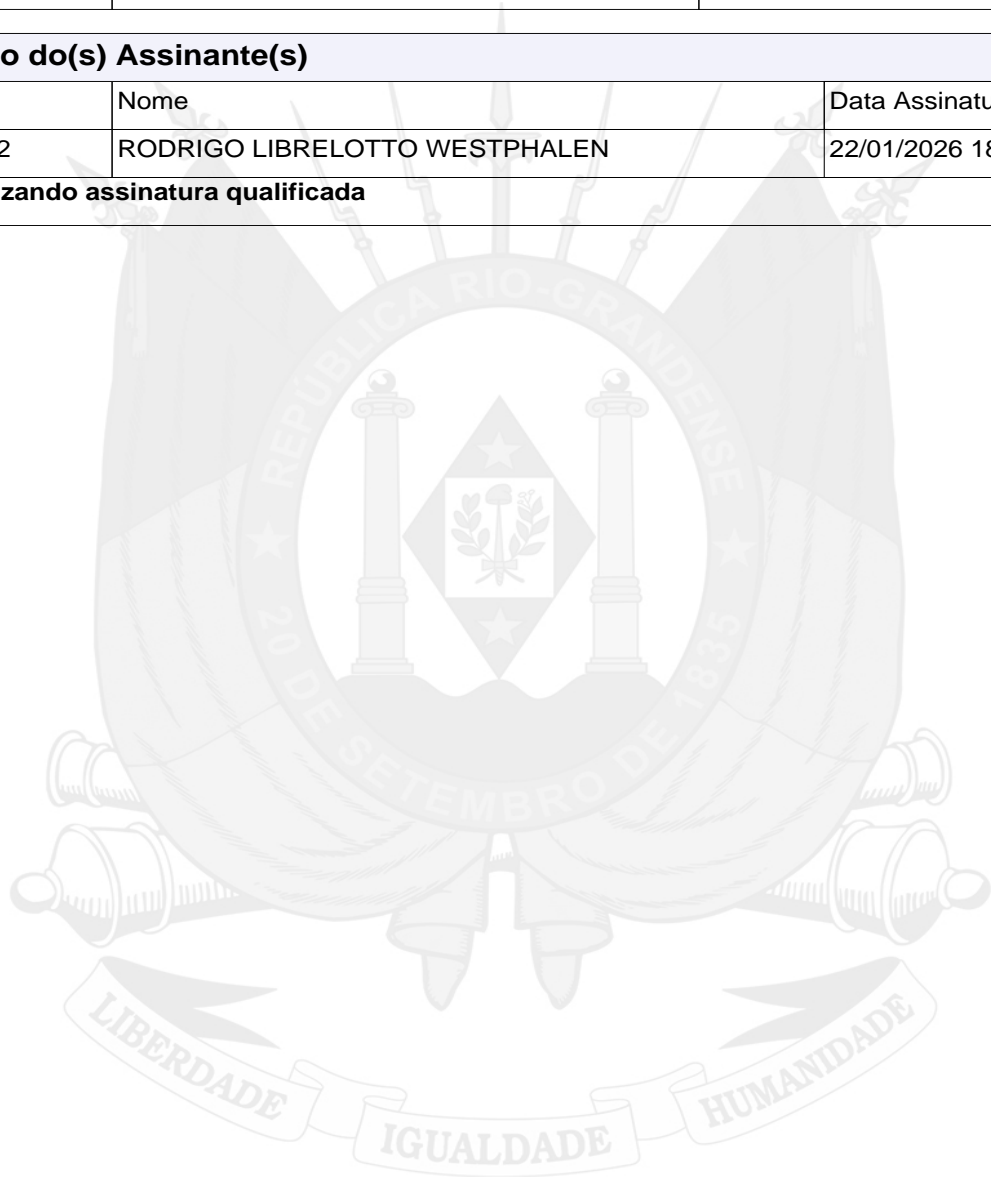 o do(s) Assinante(s)
Nome
Data Assinatu
2
RODRIGO LIBRELOTTO WESTPHALEN
22/01/2026 18
zando assinatura qualificada
REPÚBLICA RIO-GRANDENSE
20 DE SETEMBRO DE 1835
LIBERDADE
IGUALDADE
HUMANIDADE